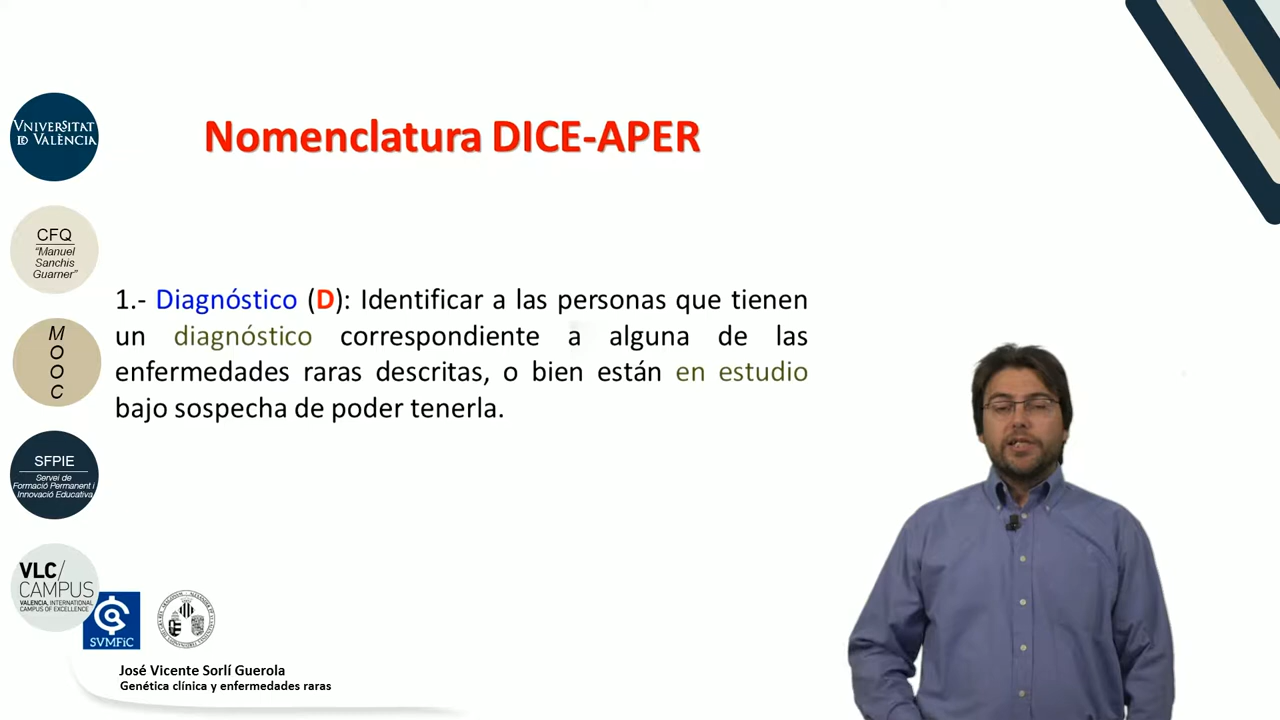 Nomenclatura DICE-APER
VNIVERSITAT
ID VALÈNCIA
CFQ
"Manuel
Sanchis
Guarner"
M
O
O
C
SFPIE
Servei de
Formació Permanent i
Innovació Educativa
VLC/
CAMPUS
VALENCIA, INTERNATIONAL
CAMPUS OF EXCELLENCE
1.- Diagnóstico (D): Identificar a las personas que tienen
un diagnóstico correspondiente a alguna de las
enfermedades raras descritas, o bien están en estudio
bajo sospecha de poder tenerla.
SVMFiC
José Vicente Sorlí Guerola
Genética clínica y enfermedades raras